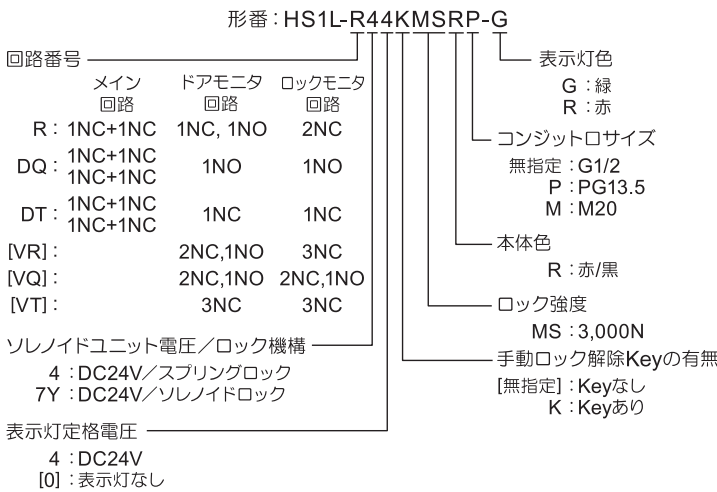 形番：HS1L-R44KMSRP-G
回路番号
メイン回路 ドアモニタ回路 ロックモニタ回路
R：1NC+1NC 1NC, 1NO 2NC
DQ：1NC+1NC 1NC+1NC 1NO 1NO
DT：1NC+1NC 1NC+1NC 1NC 1NC
[VR]： 2NC,1NO 3NC
[VQ]： 2NC,1NO 2NC,1NO
[VT]： 3NC 3NC
ソレノイドユニット電圧／ロック機構
4：DC24V／スプリングロック
7Y：DC24V／ソレノイドロック
表示灯定格電圧
4：DC24V
[0]：表示灯なし
表示灯色
G：緑
R：赤
コンジット口サイズ
無指定：G1/2
P：PG13.5
M：M20
本体色
R：赤/黒
ロック強度
MS：3,000N
手動ロック解除Keyの有無
[無指定]：Keyなし
K：Keyあり